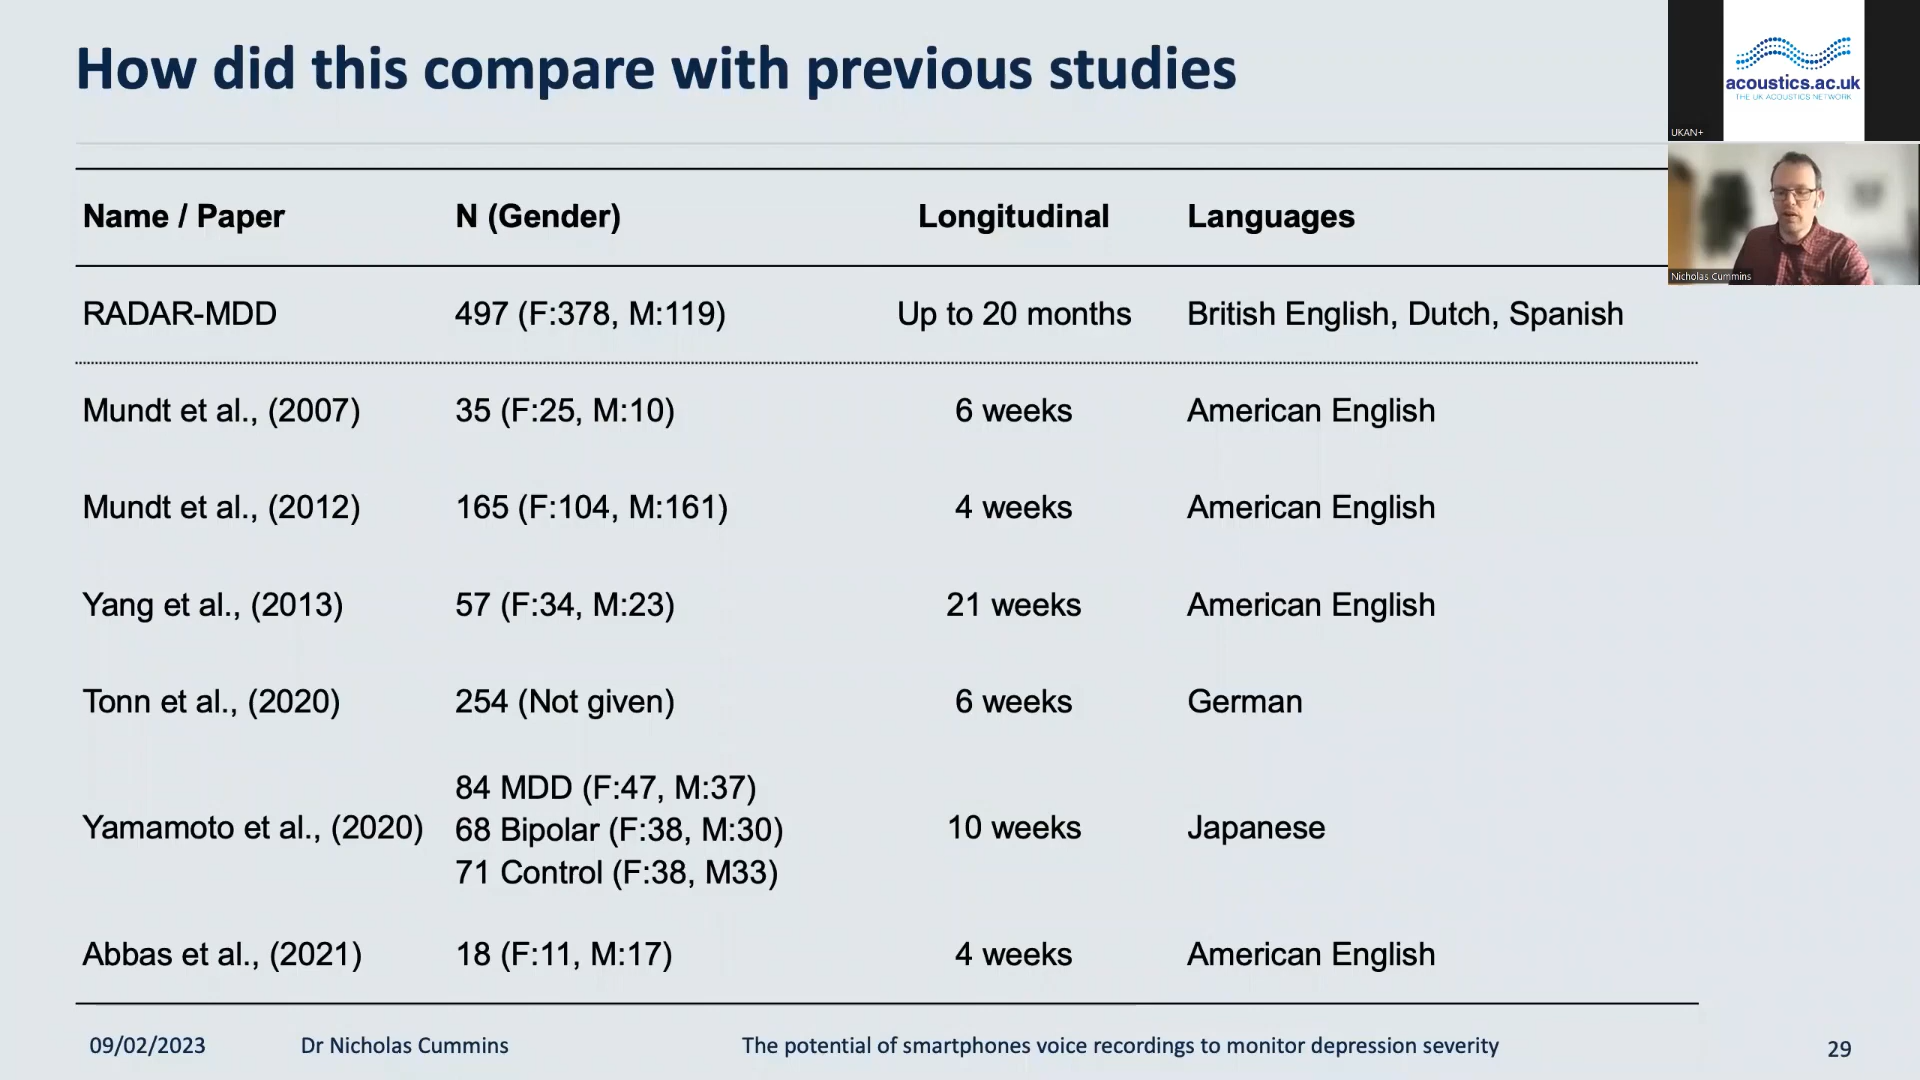 How did this compare with previous studies
acoustics.ac.uk
THE UK ACOUSTICS NETWORK
UKAN+
Nicholas Cummins
Name / Paper N (Gender) Longitudinal Languages
RADAR-MDD 497 (F:378, M:119) Up to 20 months British English, Dutch, Spanish
Mundt et al., (2007) 35 (F:25, M:10) 6 weeks American English
Mundt et al., (2012) 165 (F:104, M:161) 4 weeks American English
Yang et al., (2013) 57 (F:34, M:23) 21 weeks American English
Tonn et al., (2020) 254 (Not given) 6 weeks German
84 MDD (F:47, M:37)
Yamamoto et al., (2020) 68 Bipolar (F:38, M:30) 10 weeks Japanese
71 Control (F:38, M33)
Abbas et al., (2021) 18 (F:11, M:17) 4 weeks American English
09/02/2023 Dr Nicholas Cummins The potential of smartphones voice recordings to monitor depression severity 29